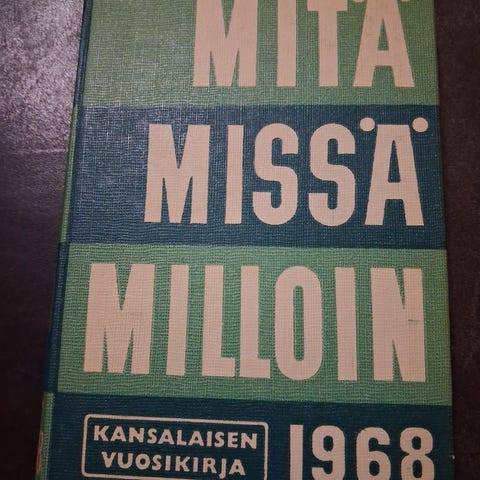 MITÄ
MISSÄ
MILLOIN
KANSALAISEN
VUOSIKIRJA
1968